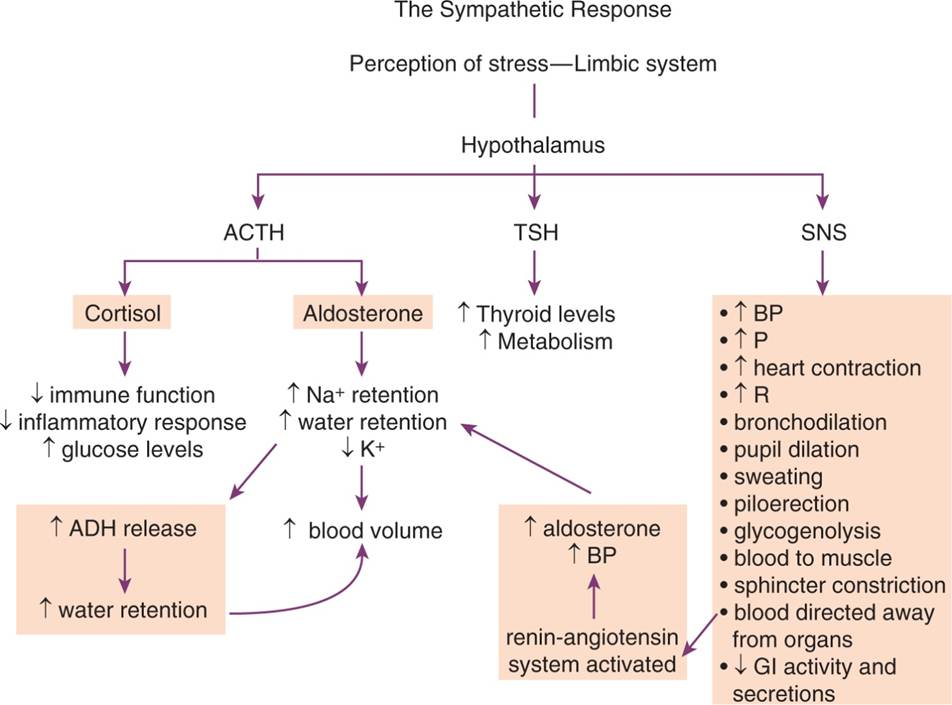 The Sympathetic Response
Perception of stress—Limbic system
Hypothalamus
ACTH
TSH
SNS
Cortisol
Aldosterone
↑ Thyroid levels
↑ Metabolism
↓ immune function
↓ inflammatory response
↑ glucose levels
↑ Na⁺ retention
↑ water retention
↓ K⁺
↑ ADH release
↑ water retention
↑ blood volume
↑ aldosterone
↑ BP
renin-angiotensin
system activated
• ↑ BP
• ↑ P
• ↑ heart contraction
• ↑ R
• bronchodilation
• pupil dilation
• sweating
• piloerection
• glycogenolysis
• blood to muscle
• sphincter constriction
• blood directed away
from organs
• ↓ GI activity and
secretions